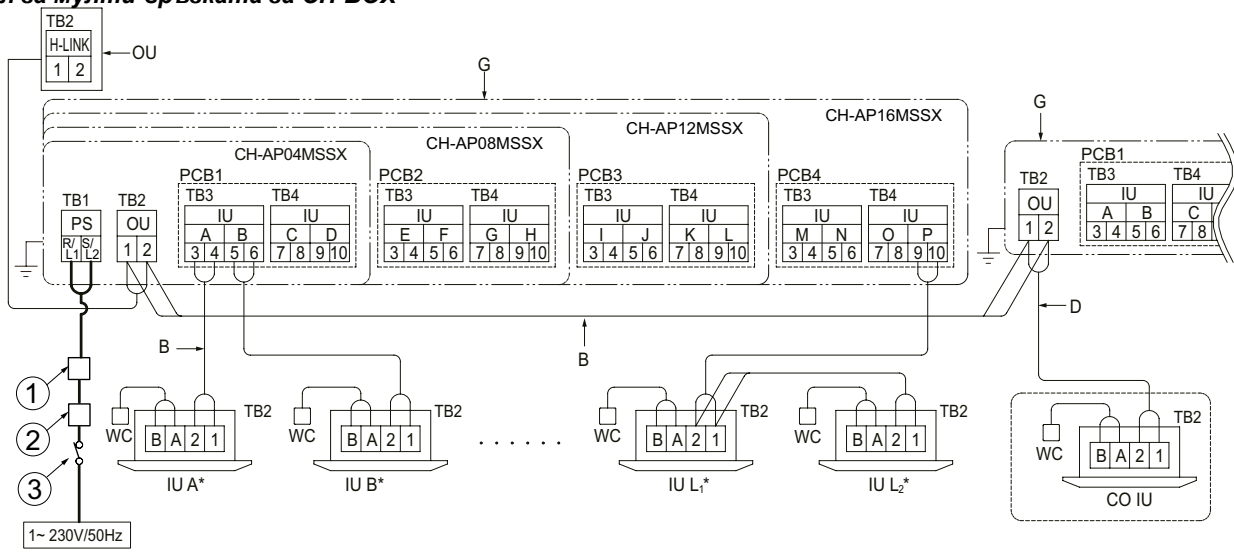 за мулти-връзката за CH-BOX
TB2
H-LINK
1 2
OU
G
CH-AP16MSSX
CH-AP12MSSX
CH-AP08MSSX
CH-AP04MSSX
TB1
PS
R/L1 S/L2
TB2
OU
1 2
PCB1
TB3 TB4
IU IU
A B C D
3 4 5 6 7 8 9 10
PCB2
TB3 TB4
IU IU
E F G H
3 4 5 6 7 8 9 10
PCB3
TB3 TB4
IU IU
I J K L
3 4 5 6 7 8 9 10
PCB4
TB3 TB4
IU IU
M N O P
3 4 5 6 7 8 9 10
G
TB2
OU
1 2
PCB1
TB3 TB4
IU IU
A B C
3 4 5 6 7 8
B
B
D
1
2
3
1~ 230V/50Hz
WC
TB2
B A 2 1
IU A*
WC
TB2
B A 2 1
IU B*
. . . . . .
WC
TB2
B A 2 1
IU L₁*
WC
TB2
B A 2 1
IU L₂*
WC
TB2
B A 2 1
CO IU